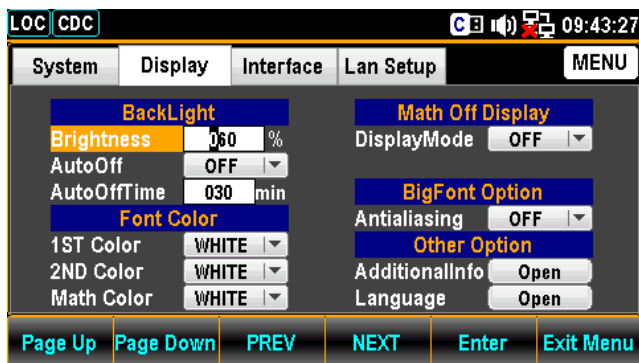 LOC CDC C 09:43:27
System Display Interface Lan Setup MENU
BackLight
Brightness 060 %
AutoOff OFF
AutoOffTime 030 min
Font Color
1ST Color WHITE
2ND Color WHITE
Math Color WHITE
Math Off Display
DisplayMode OFF
BigFont Option
Antialiasing OFF
Other Option
AdditionalInfo Open
Language Open
Page Up Page Down PREV NEXT Enter Exit Menu